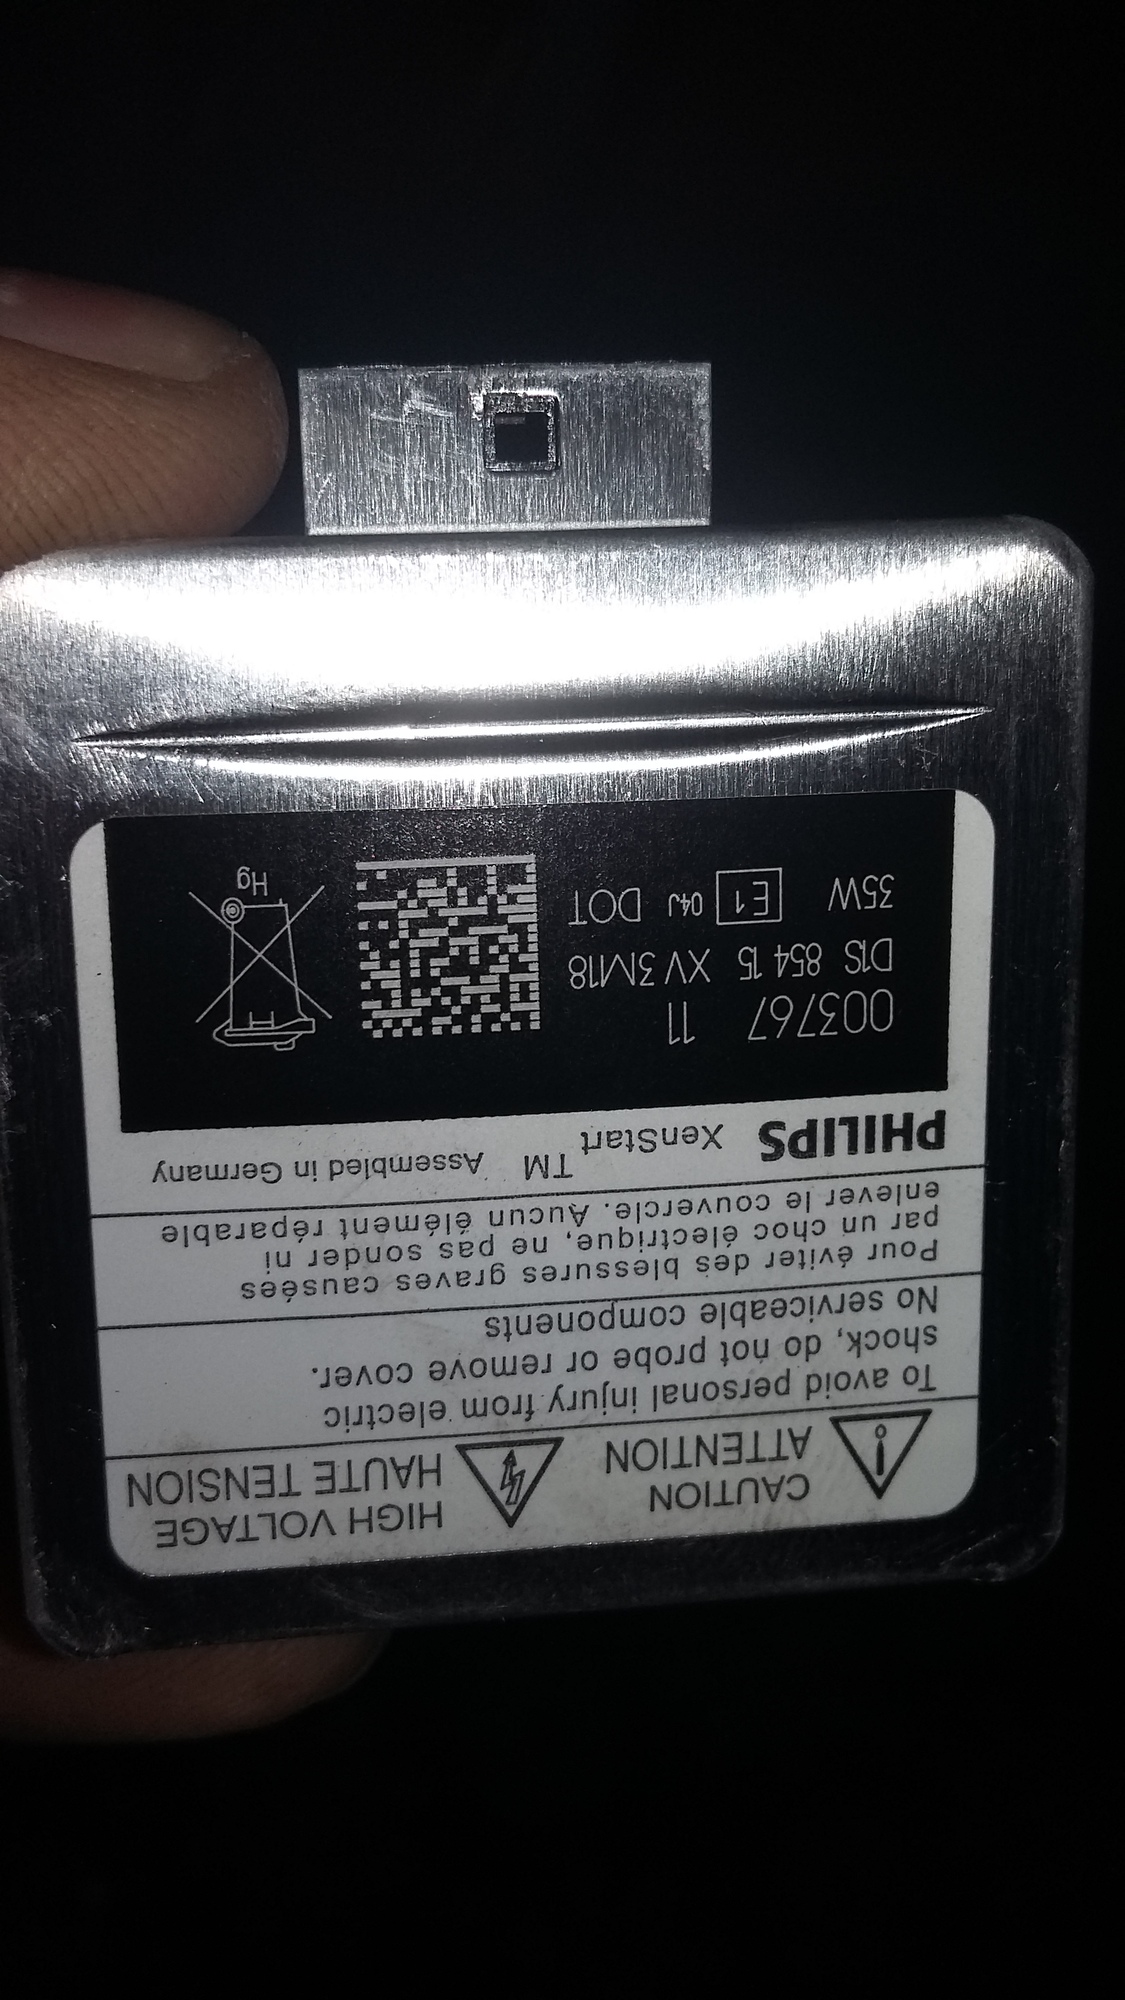 CAUTION
ATTENTION
HIGH VOLTAGE
HAUTE TENSION
To avoid personal injury from electric
shock, do not probe or remove cover.
No serviceable components
Pour éviter des blessures graves causées
par un choc électrique, ne pas sonder ni
enlever le couvercle. Aucun élément réparable
PHILIPS XenStart TM Assembled in Germany
003767 11
D1S 854 15 XV 3M18
35W E1 04J DOT
Hg